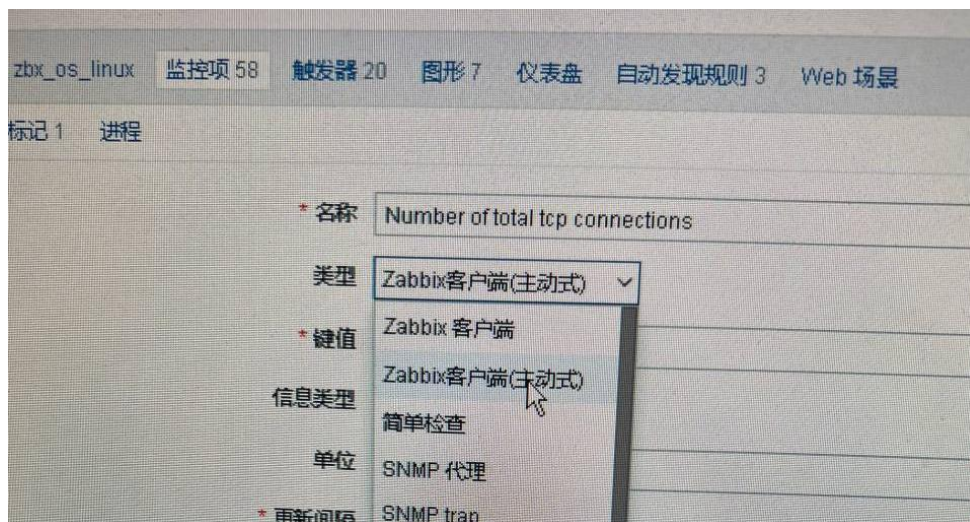 zbx_os_linux 监控项 58 触发器 20 图形 7 仪表盘 自动发现规则 3 Web 场景
标记 1 进程
* 名称 Number of total tcp connections
类型 Zabbix客户端(主动式)
Zabbix 客户端
* 键值
Zabbix客户端(主动式)
信息类型
简单检查
单位
SNMP 代理
* 更新间隔 SNMP trap